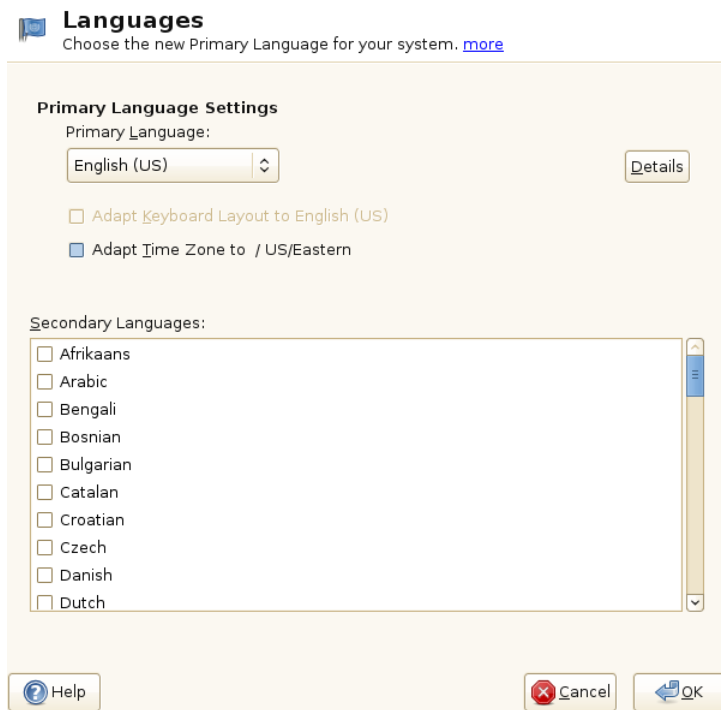 Languages
Choose the new Primary Language for your system. more
Primary Language Settings
Primary Language:
English (US)
Details
Adapt Keyboard Layout to English (US)
Adapt Time Zone to / US/Eastern
Secondary Languages:
Afrikaans
Arabic
Bengali
Bosnian
Bulgarian
Catalan
Croatian
Czech
Danish
Dutch
Help
Cancel
OK